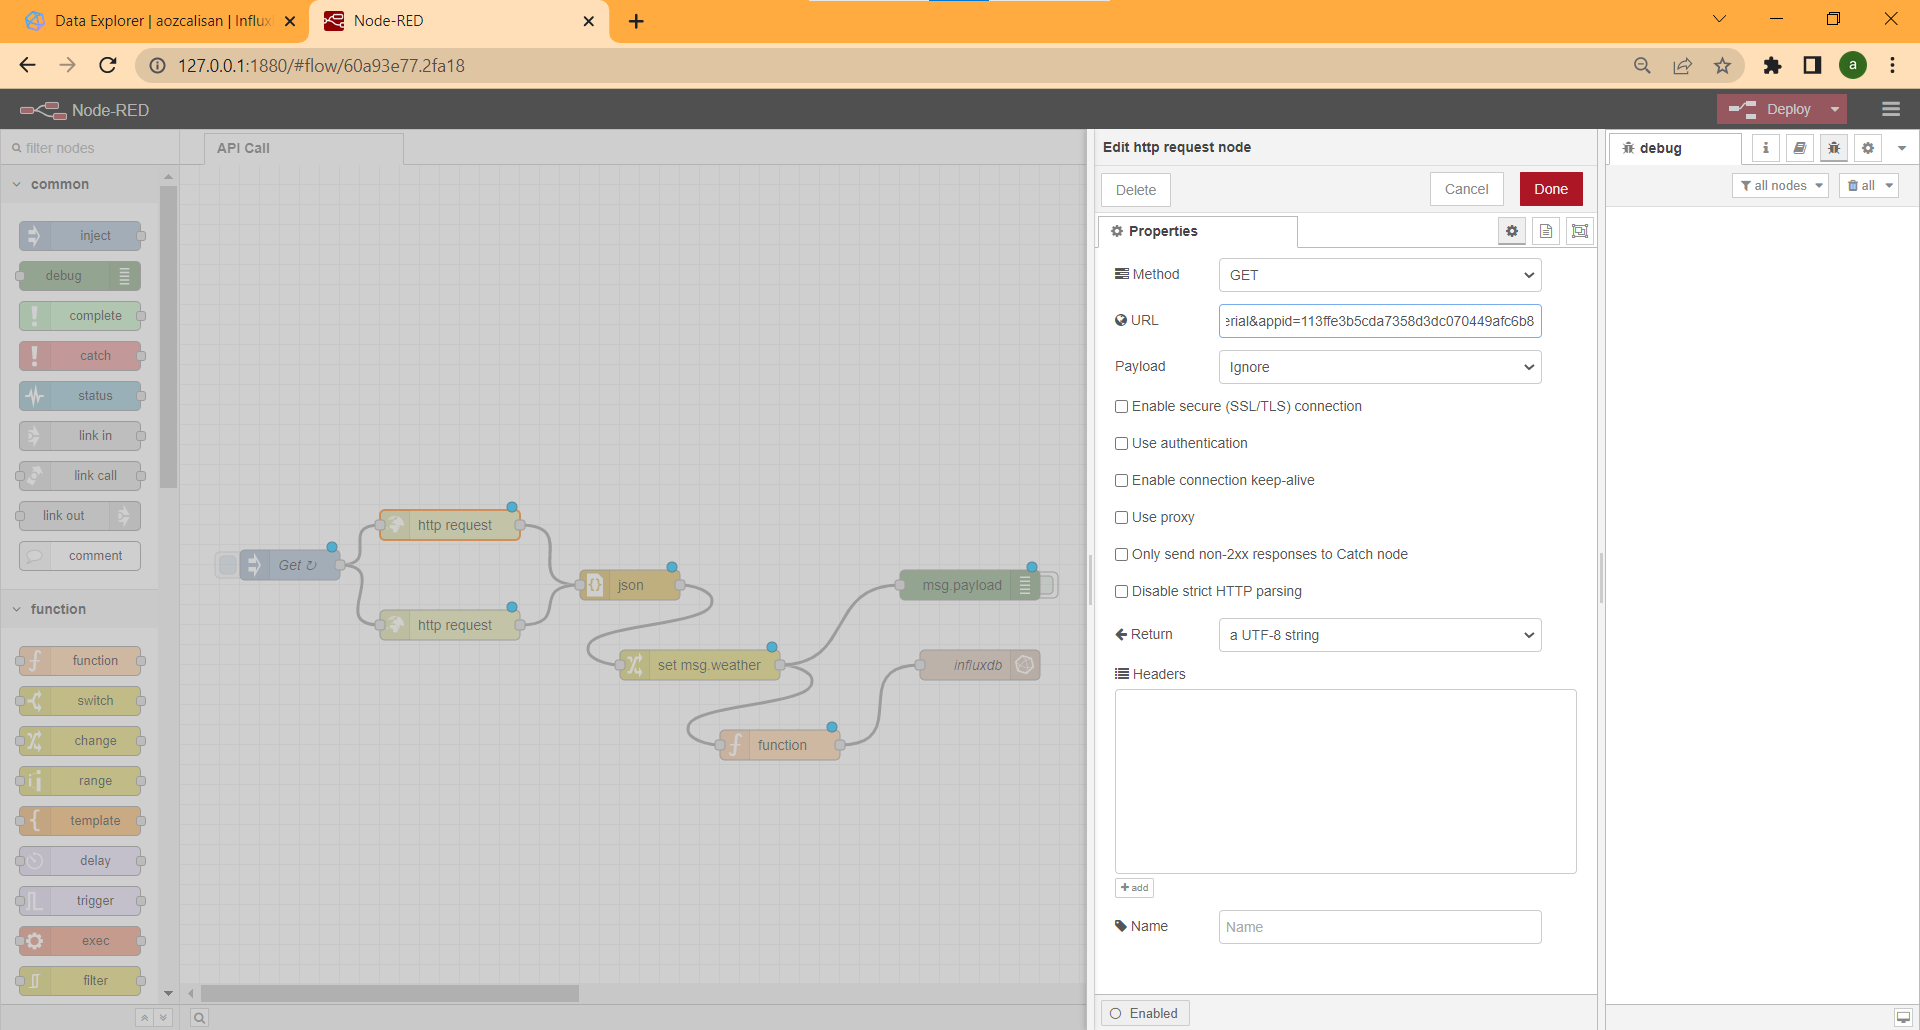 Data Explorer | aozcalisan | Influx
Node-RED
127.0.0.1:1880/#flow/60a93e77.2fa18
a
Node-RED
Deploy
filter nodes
API Call
common
inject
debug
complete
catch
status
link in
link call
link out
comment
function
function
switch
change
range
template
delay
trigger
exec
filter
Get ↻
http request
http request
json
set msg.weather
function
msg.payload
influxdb
Edit http request node
Delete
Cancel
Done
Properties
Method
GET
URL
erial&appid=113ffe3b5cda7358d3dc070449afc6b8
Payload
Ignore
Enable secure (SSL/TLS) connection
Use authentication
Enable connection keep-alive
Use proxy
Only send non-2xx responses to Catch node
Disable strict HTTP parsing
Return
a UTF-8 string
Headers
+ add
Name
Name
Enabled
debug
i
all nodes
all